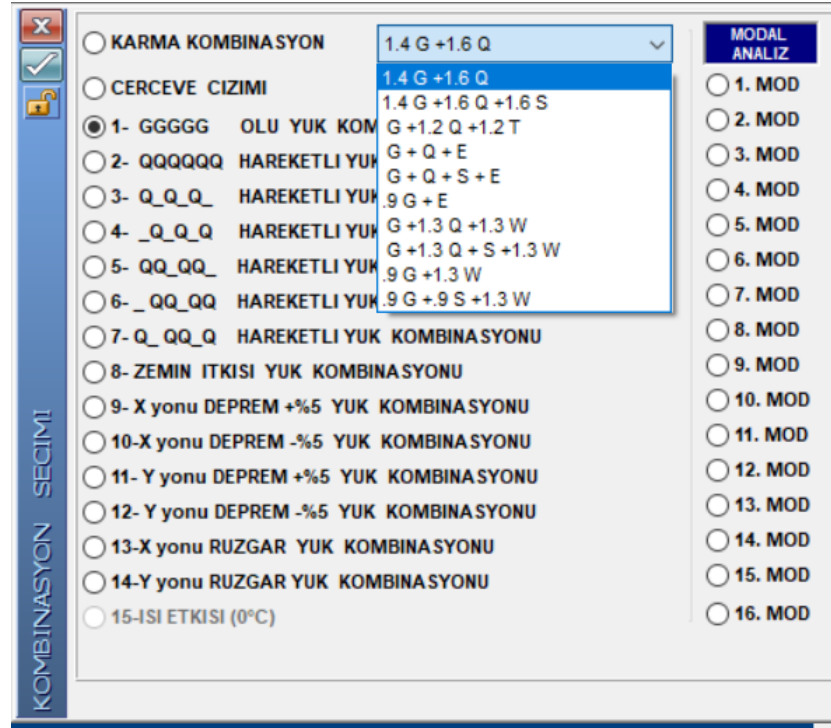 KARMA KOMBINASYON
1.4 G +1.6 Q
1.4 G +1.6 Q
1.4 G +1.6 Q +1.6 S
G +1.2 Q +1.2 T
G + Q + E
G + Q + S + E
.9 G + E
G +1.3 Q +1.3 W
G +1.3 Q + S +1.3 W
.9 G +1.3 W
.9 G +.9 S +1.3 W
CERCEVE CIZIMI
1- GGGGG OLU YUK KOM
2- QQQQQQ HAREKETLI YUK
3- Q_Q_Q_ HAREKETLI YUK
4- _Q_Q_Q HAREKETLI YUK
5- QQ_QQ_ HAREKETLI YUK
6- _ QQ_QQ HAREKETLI YUK
7- Q_ QQ_Q HAREKETLI YUK KOMBINASYONU
8- ZEMIN ITKISI YUK KOMBINASYONU
9- X yonu DEPREM +%5 YUK KOMBINASYONU
10-X yonu DEPREM -%5 YUK KOMBINASYONU
11- Y yonu DEPREM +%5 YUK KOMBINASYONU
12- Y yonu DEPREM -%5 YUK KOMBINASYONU
13-X yonu RUZGAR YUK KOMBINASYONU
14-Y yonu RUZGAR YUK KOMBINASYONU
15-ISI ETKISI (0°C)
MODAL
ANALIZ
1. MOD
2. MOD
3. MOD
4. MOD
5. MOD
6. MOD
7. MOD
8. MOD
9. MOD
10. MOD
11. MOD
12. MOD
13. MOD
14. MOD
15. MOD
16. MOD
KOMBINASYON SECIMI